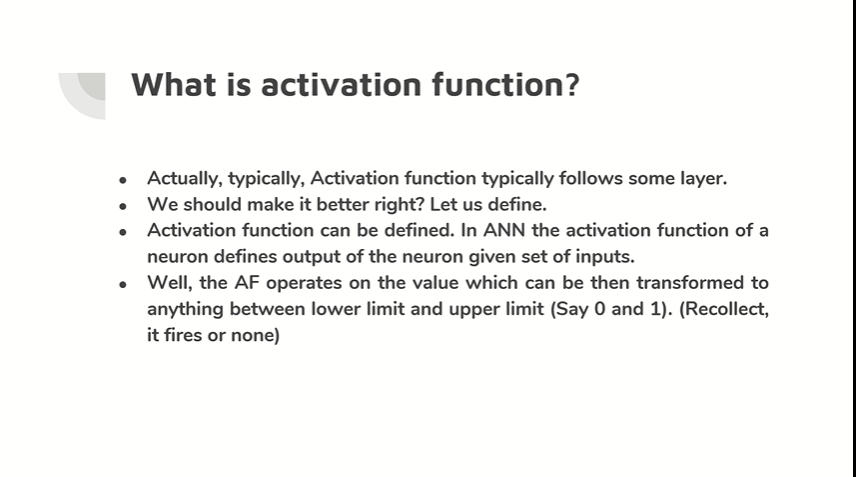 What is activation function?
● Actually, typically, Activation function typically follows some layer.
● We should make it better right? Let us define.
● Activation function can be defined. In ANN the activation function of a
neuron defines output of the neuron given set of inputs.
● Well, the AF operates on the value which can be then transformed to
anything between lower limit and upper limit (Say 0 and 1). (Recollect,
it fires or none)